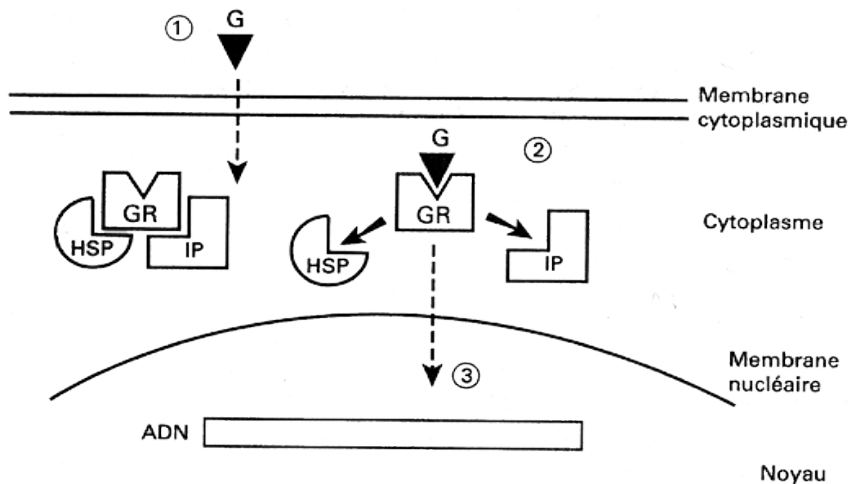 ① G
Membrane
cytoplasmique
G ②
GR
HSP
IP
GR
HSP
IP
Cytoplasme
③
Membrane
nucléaire
ADN
Noyau